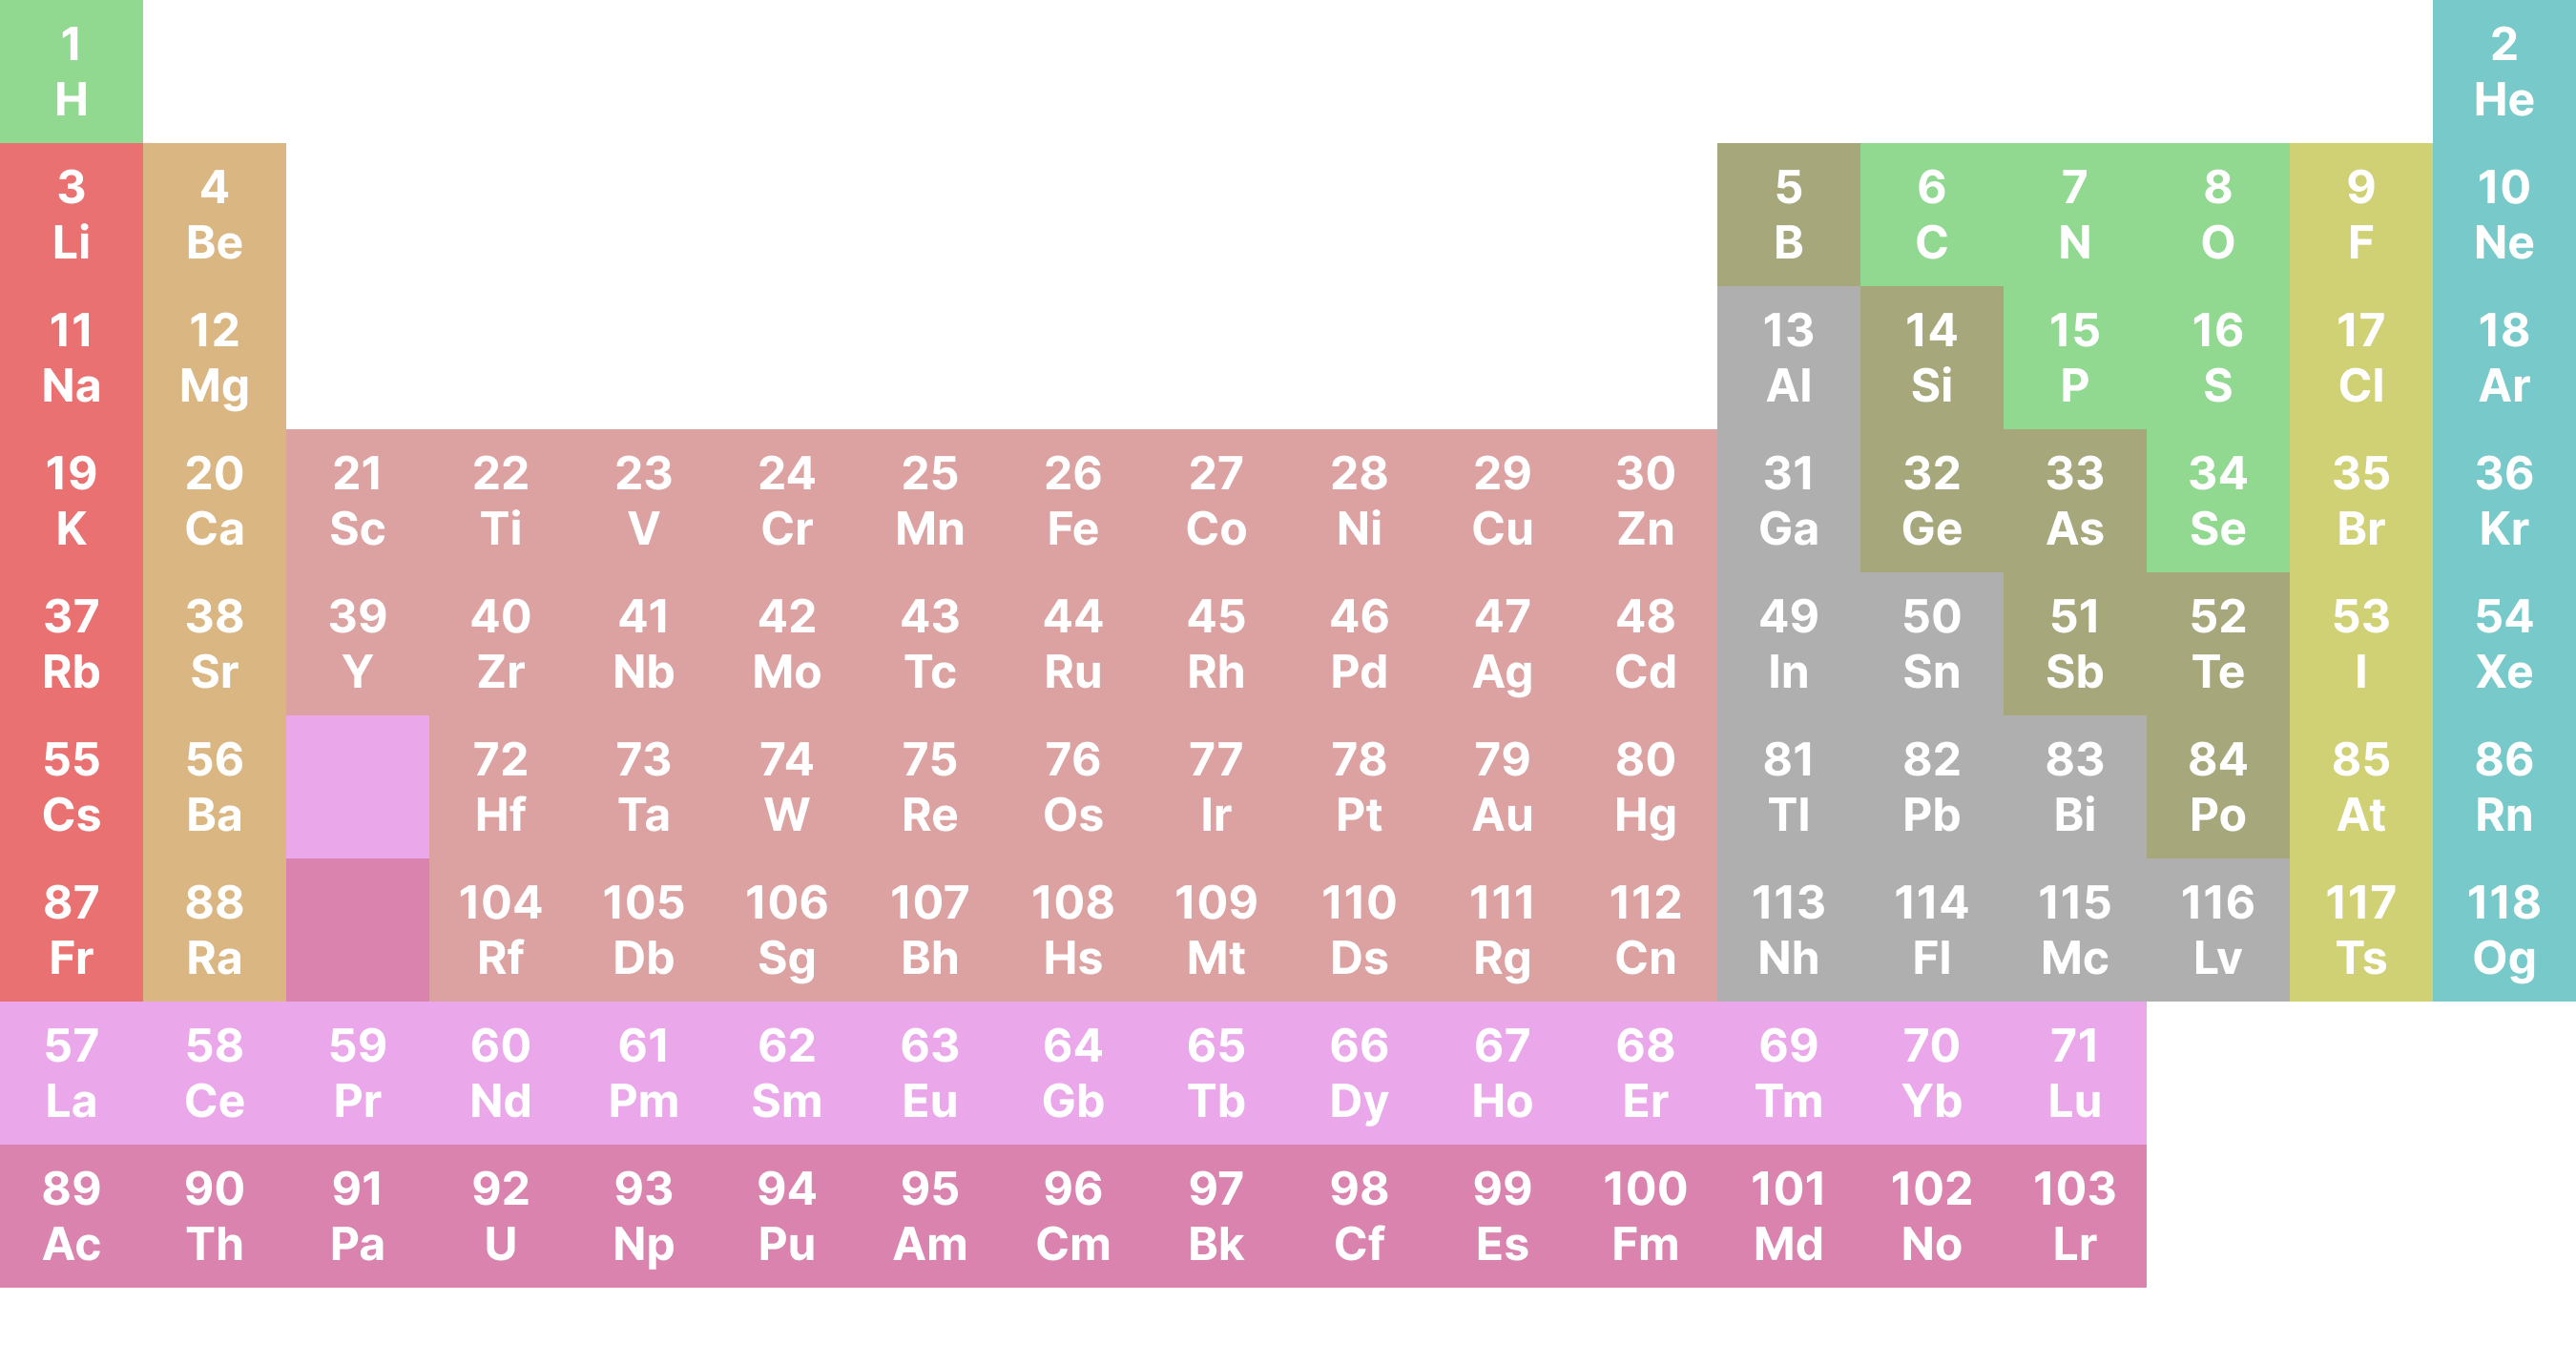 1 2
H He
3 4 5 6 7 8 9 10
Li Be B C N O F Ne
11 12 13 14 15 16 17 18
Na Mg Al Si P S Cl Ar
19 20 21 22 23 24 25 26 27 28 29 30 31 32 33 34 35 36
K Ca Sc Ti V Cr Mn Fe Co Ni Cu Zn Ga Ge As Se Br Kr
37 38 39 40 41 42 43 44 45 46 47 48 49 50 51 52 53 54
Rb Sr Y Zr Nb Mo Tc Ru Rh Pd Ag Cd In Sn Sb Te I Xe
55 56 72 73 74 75 76 77 78 79 80 81 82 83 84 85 86
Cs Ba Hf Ta W Re Os Ir Pt Au Hg Tl Pb Bi Po At Rn
87 88 104 105 106 107 108 109 110 111 112 113 114 115 116 117 118
Fr Ra Rf Db Sg Bh Hs Mt Ds Rg Cn Nh Fl Mc Lv Ts Og
57 58 59 60 61 62 63 64 65 66 67 68 69 70 71
La Ce Pr Nd Pm Sm Eu Gb Tb Dy Ho Er Tm Yb Lu
89 90 91 92 93 94 95 96 97 98 99 100 101 102 103
Ac Th Pa U Np Pu Am Cm Bk Cf Es Fm Md No Lr